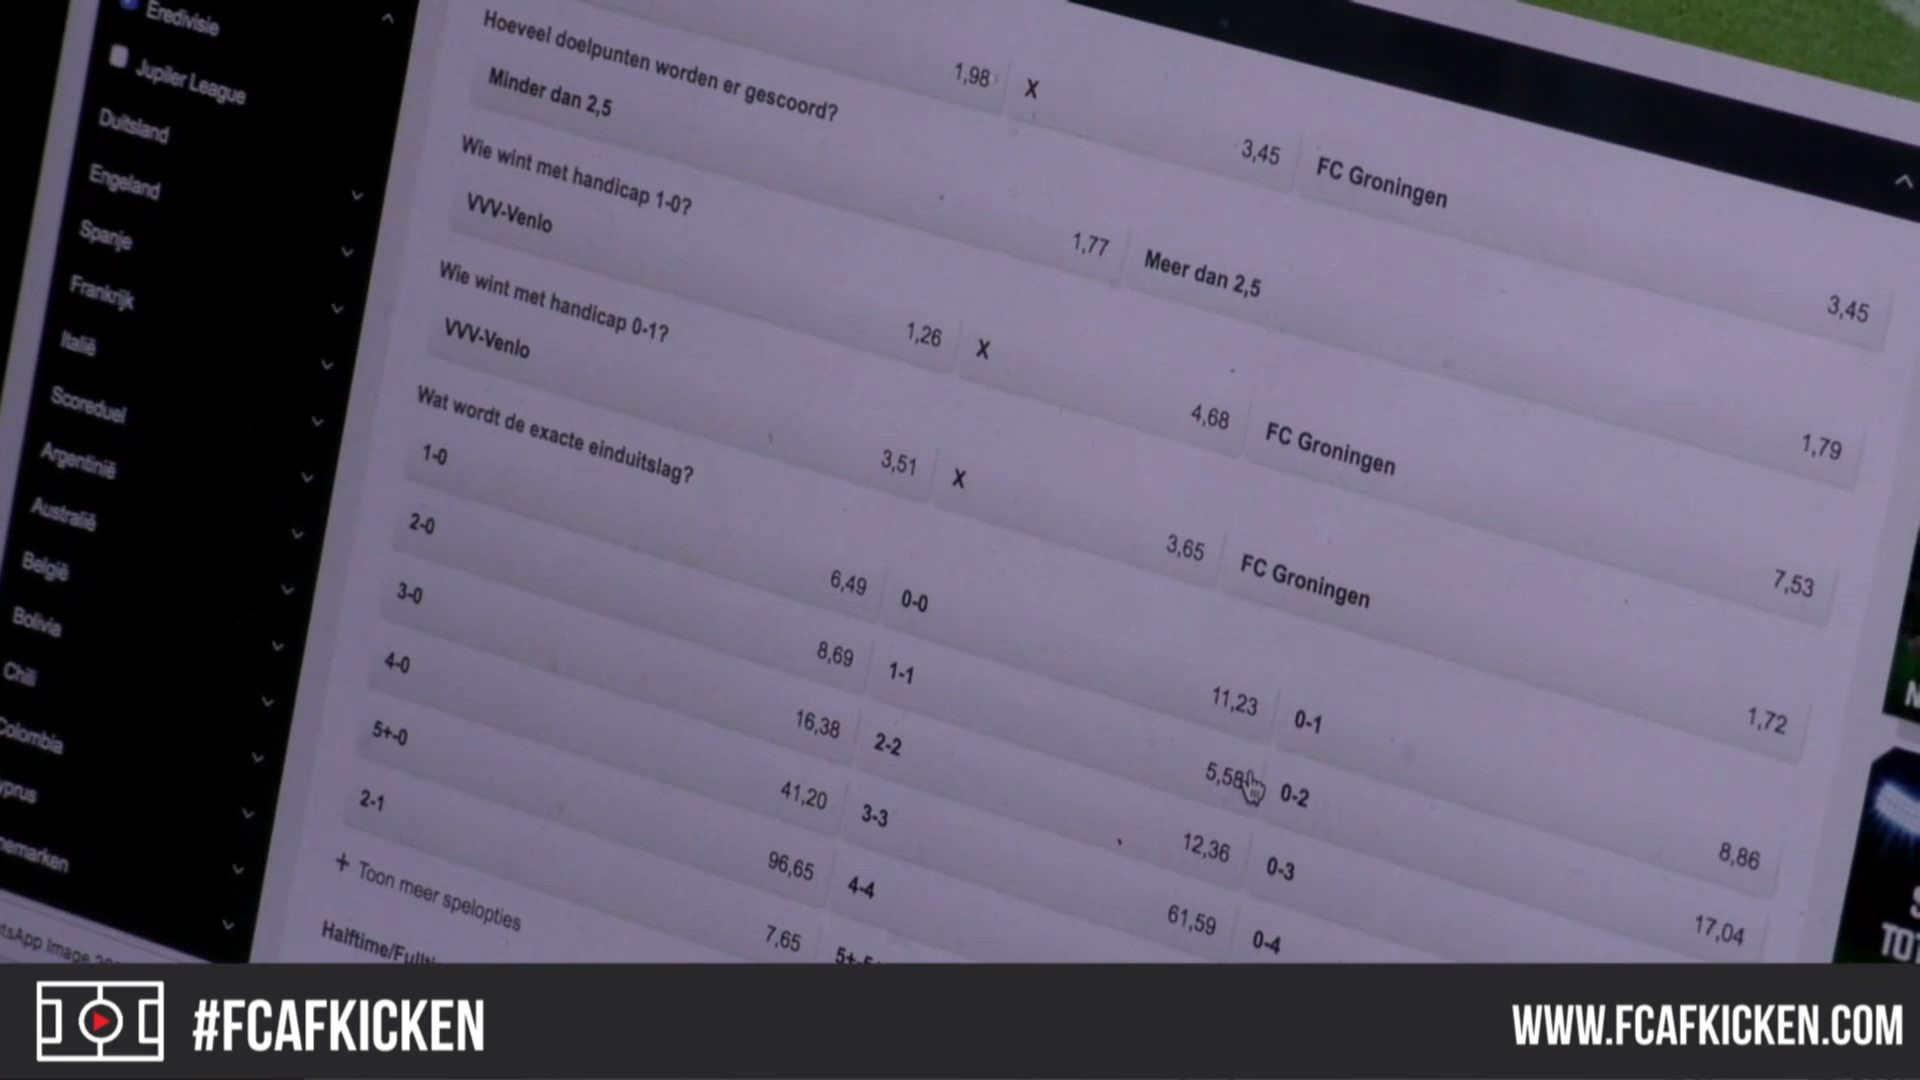 Eredivisie
Jupiler League
Duitsland
Engeland
Spanje
Frankrijk
Italië
Scoreduel
Argentinië
Australië
België
Bolivia
Chili
Colombia
1,98 X 3,45 FC Groningen 3,45
Hoeveel doelpunten worden er gescoord?
Minder dan 2,5 1,77 Meer dan 2,5 1,79
Wie wint met handicap 1-0?
VVV-Venlo 1,26 X 4,68 FC Groningen 7,53
Wie wint met handicap 0-1?
VVV-Venlo 3,51 X 3,65 FC Groningen 1,72
Wat wordt de exacte einduitslag?
1-0 6,49 0-0 11,23 0-1 8,86
2-0 8,69 1-1 5,58 0-2 17,04
3-0 16,38 2-2 12,36 0-3
4-0 41,20 3-3 61,59 0-4
5+-0 96,65 4-4
2-1 7,65
+ Toon meer spelopties
#FCAFKICKEN
WWW.FCAFKICKEN.COM